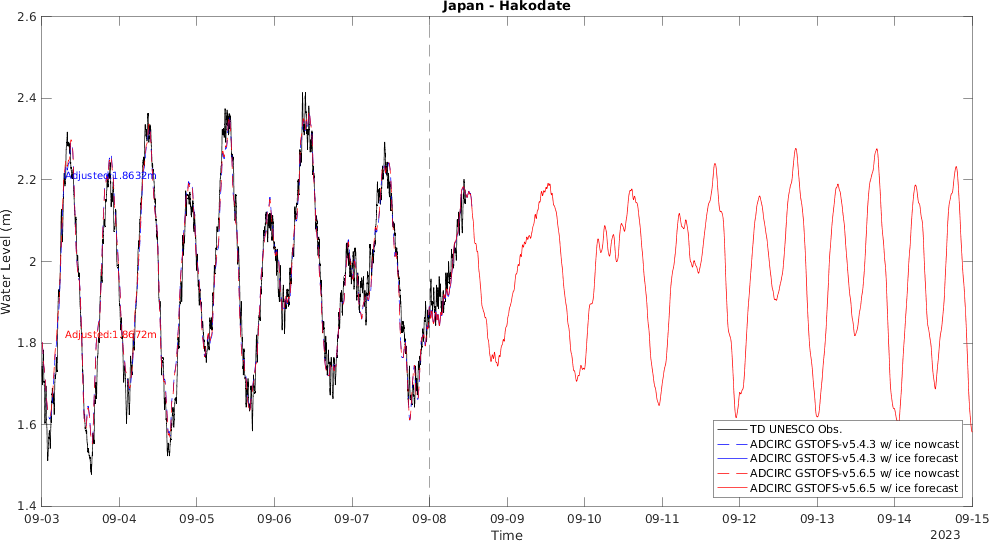 Japan - Hakodate
2.6
2.4
2.2
2
1.8
1.6
1.4
Water Level (m)
Adjusted:1.8632m
Adjusted:1.8672m
TD UNESCO Obs.
ADCIRC GSTOFS-v5.4.3 w/ ice nowcast
ADCIRC GSTOFS-v5.4.3 w/ ice forecast
ADCIRC GSTOFS-v5.6.5 w/ ice nowcast
ADCIRC GSTOFS-v5.6.5 w/ ice forecast
09-03 09-04 09-05 09-06 09-07 09-08 09-09 09-10 09-11 09-12 09-13 09-14 09-15
Time
2023